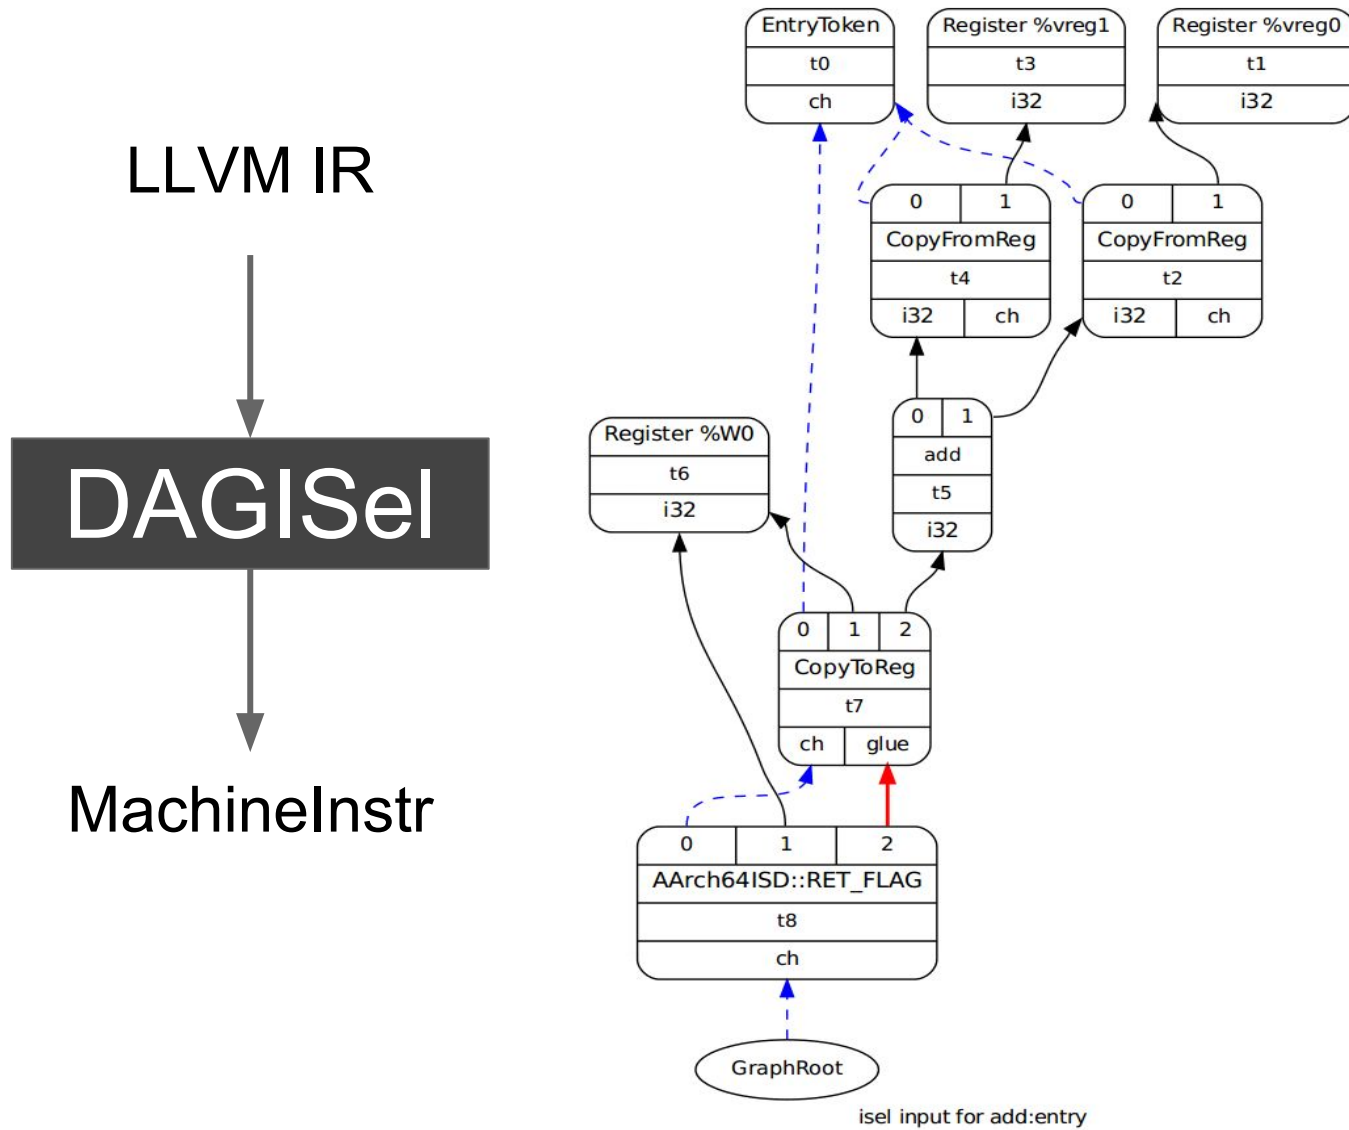 LLVM IR
DAGISel
MachineInstr
EntryToken
t0
ch
Register %vreg1
t3
i32
Register %vreg0
t1
i32
0 1
CopyFromReg
t4
i32 ch
0 1
CopyFromReg
t2
i32 ch
Register %W0
t6
i32
0 1
add
t5
i32
0 1 2
CopyToReg
t7
ch glue
0 1 2
AArch64ISD::RET_FLAG
t8
ch
GraphRoot
isel input for add:entry